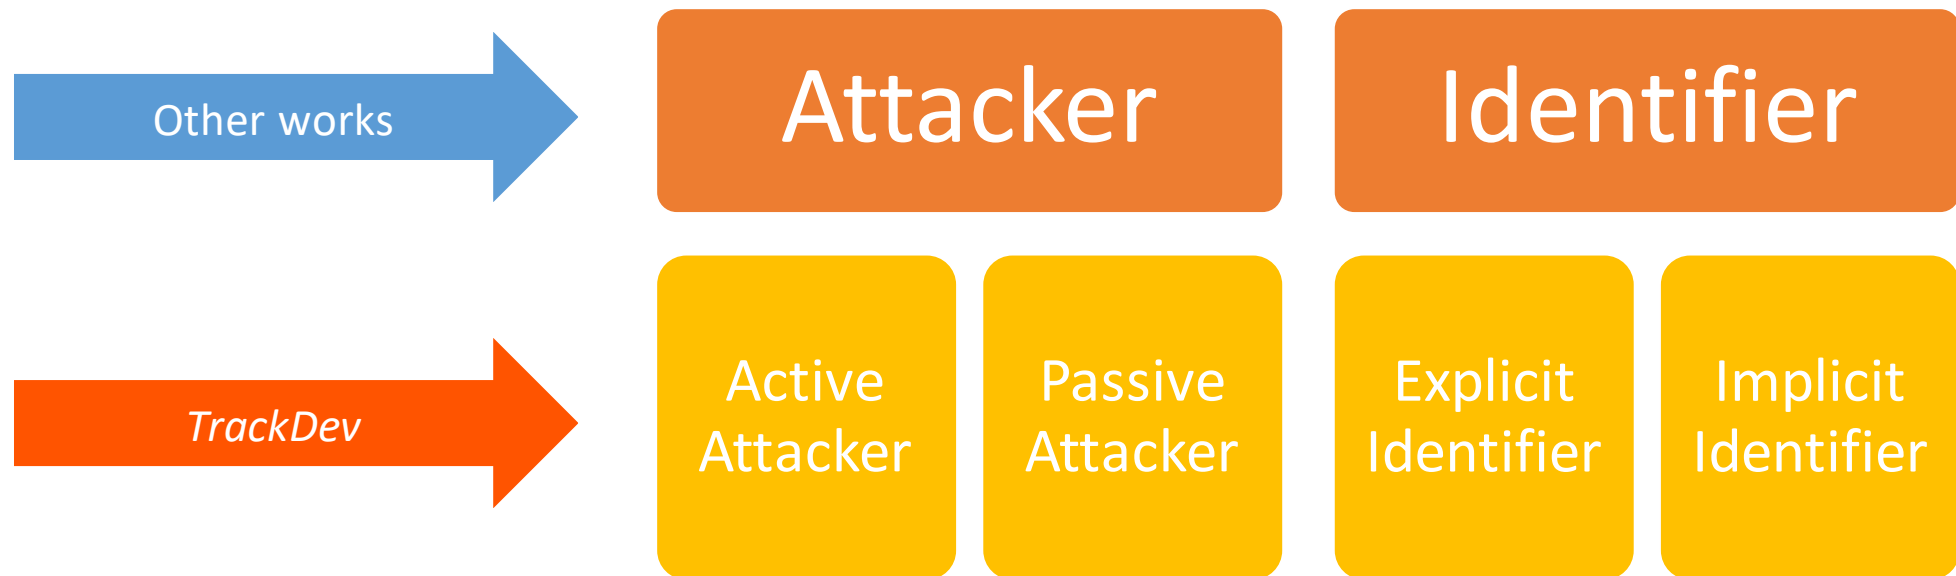 Other works
Attacker
Identifier
TrackDev
Active
Attacker
Passive
Attacker
Explicit
Identifier
Implicit
Identifier